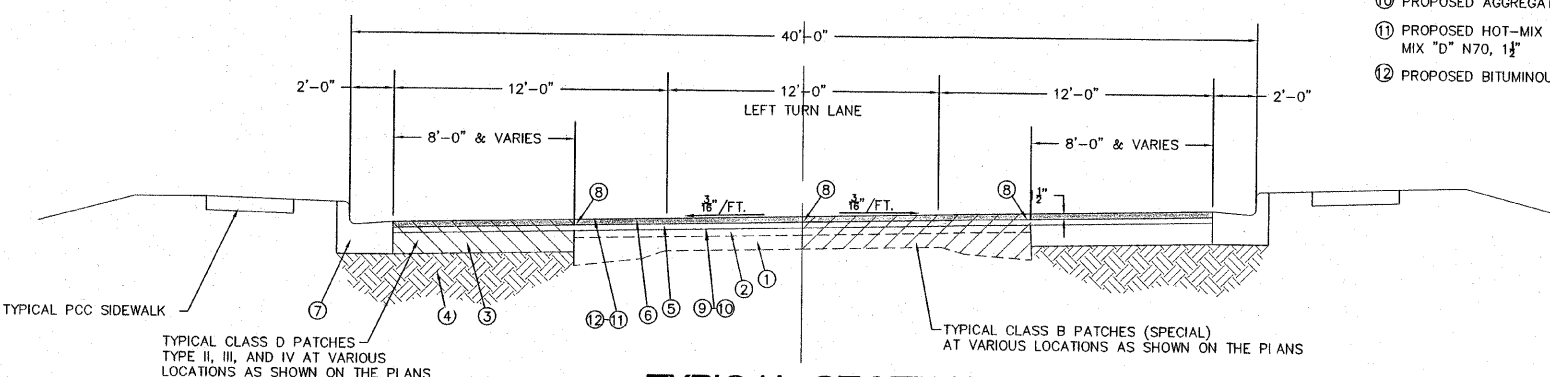 10 PROPOSED AGGREGAT
11 PROPOSED HOT-MIX
MIX "D" N70, 1½"
12 PROPOSED BITUMINOU
40'-0"
2'-0"
12'-0"
12'-0"
12'-0"
2'-0"
LEFT TURN LANE
8'-0" & VARIES
8'-0" & VARIES
8
3/16"/FT.
8
3/16"/FT.
8
1½"
TYPICAL PCC SIDEWALK
7
4
3
12-11
6
5
9-10
2
1
TYPICAL CLASS D PATCHES
TYPE II, III, AND IV AT VARIOUS
LOCATIONS AS SHOWN ON THE PLANS
TYPICAL CLASS B PATCHES (SPECIAL)
AT VARIOUS LOCATIONS AS SHOWN ON THE PLANS